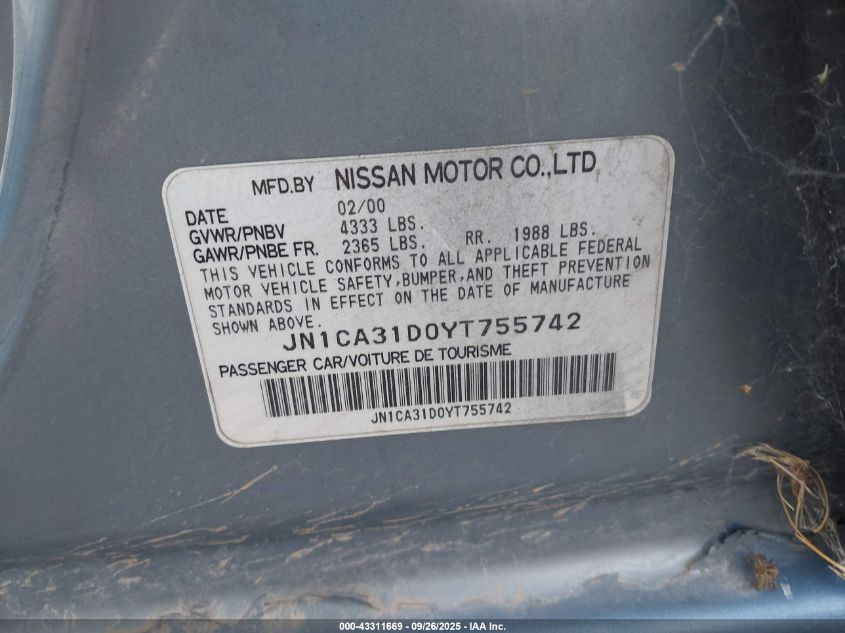 MFD.BY NISSAN MOTOR CO.,LTD
DATE 02/00
GVWR/PNBV 4333 LBS.
GAWR/PNBE FR. 2365 LBS. RR. 1988 LBS.
THIS VEHICLE CONFORMS TO ALL APPLICABLE FEDERAL
MOTOR VEHICLE SAFETY,BUMPER,AND THEFT PREVENTION
STANDARDS IN EFFECT ON THE DATE OF MANUFACTURE
SHOWN ABOVE.
JN1CA31D0YT755742
PASSENGER CAR/VOITURE DE TOURISME
JN1CA31D0YT755742
000-43311669 - 09/26/2025 - IAA Inc.